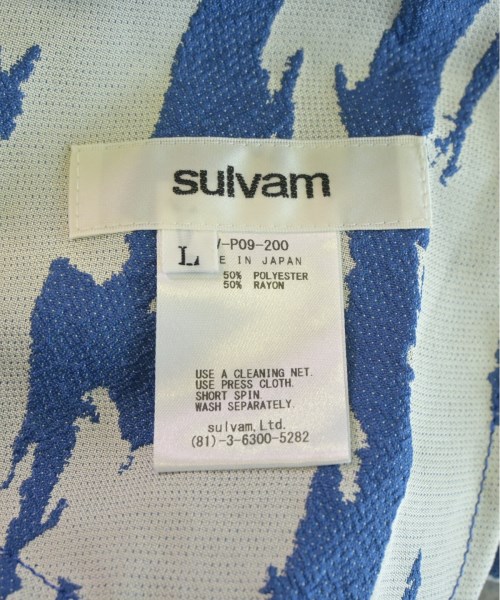 sulvam
L
-P09-200
E IN JAPAN
50% POLYESTER
50% RAYON
USE A CLEANING NET.
USE PRESS CLOTH.
SHORT SPIN.
WASH SEPARATELY.
sulvam,Ltd.
(81)-3-6300-5282